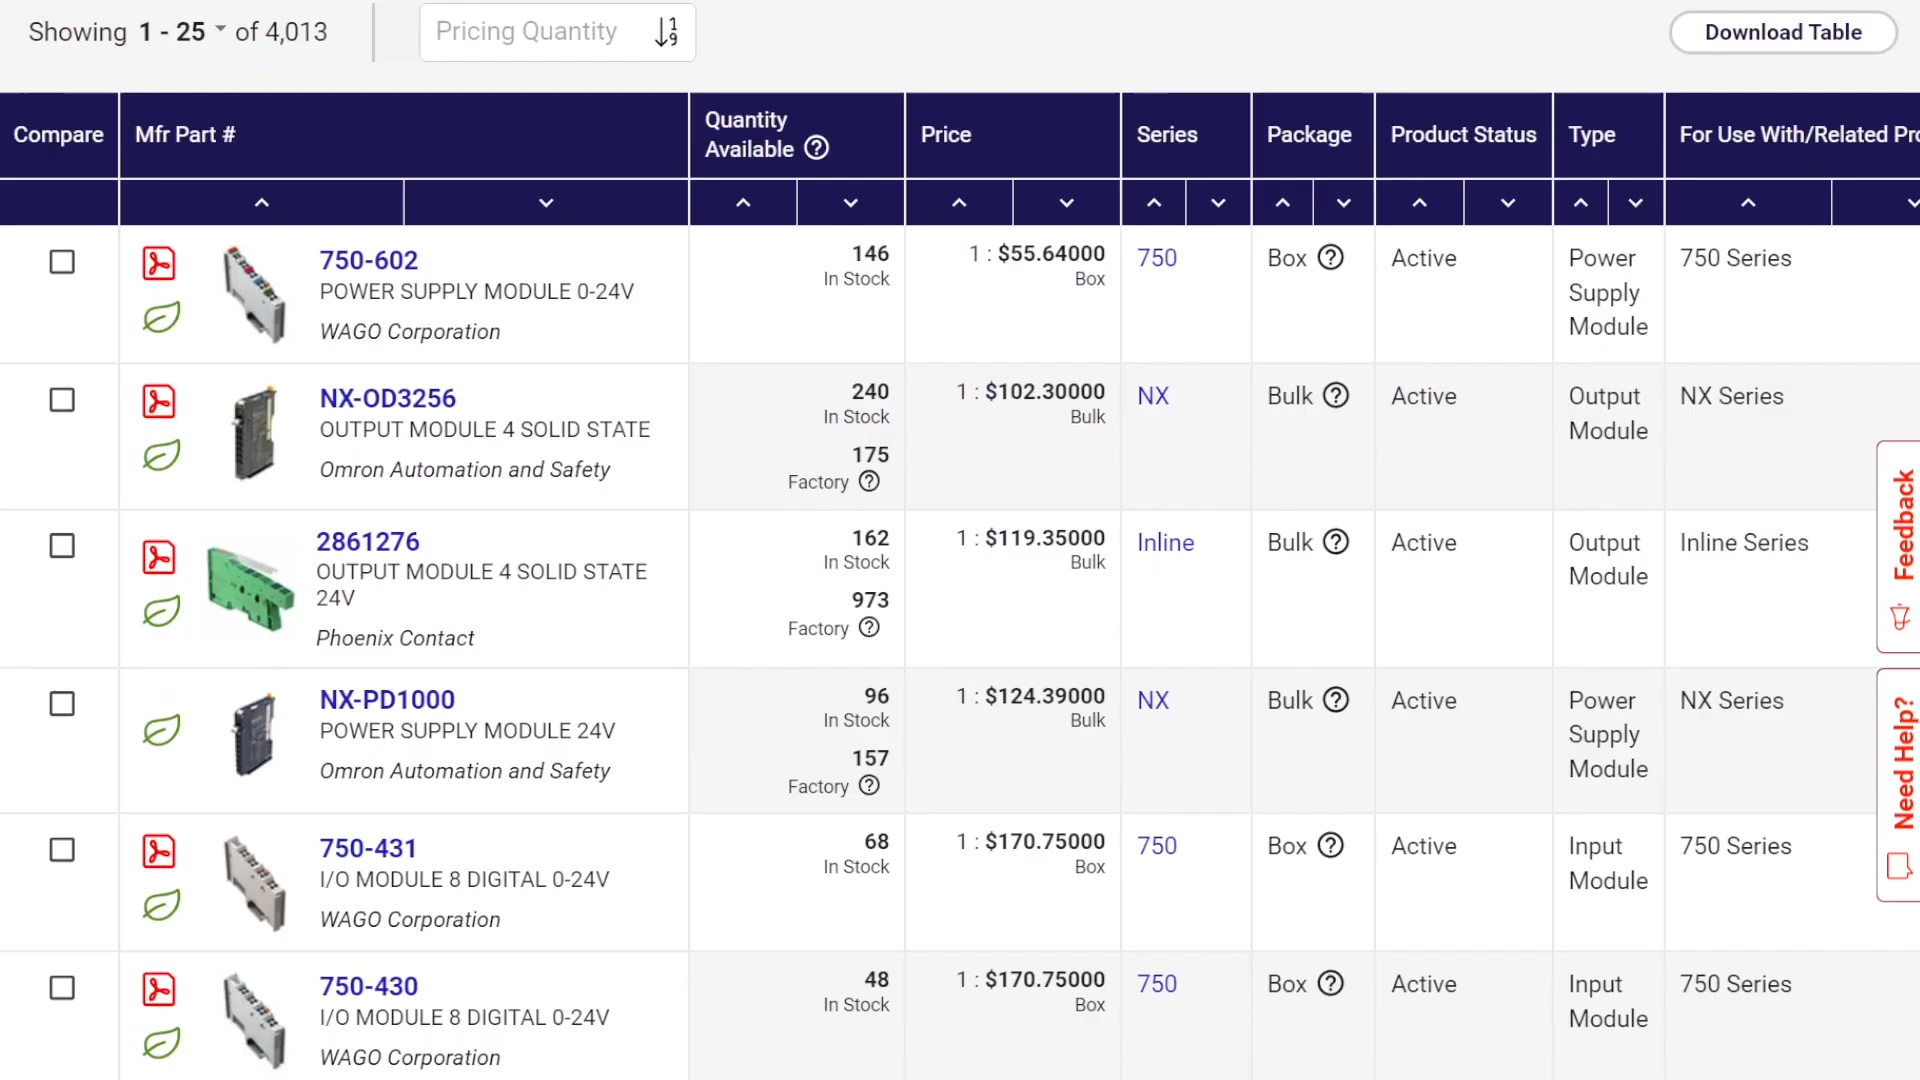 Showing 1 - 25 of 4,013
Pricing Quantity
Download Table
Compare
Mfr Part #
Quantity
Available
Price
Series
Package
Product Status
Type
For Use With/Related Pro
750-602
POWER SUPPLY MODULE 0-24V
WAGO Corporation
146
In Stock
1 : $55.64000
Box
750
Box
Active
Power
Supply
Module
750 Series
NX-OD3256
OUTPUT MODULE 4 SOLID STATE
Omron Automation and Safety
240
In Stock
175
Factory
1 : $102.30000
Bulk
NX
Bulk
Active
Output
Module
NX Series
2861276
OUTPUT MODULE 4 SOLID STATE
24V
Phoenix Contact
162
In Stock
973
Factory
1 : $119.35000
Bulk
Inline
Bulk
Active
Output
Module
Inline Series
NX-PD1000
POWER SUPPLY MODULE 24V
Omron Automation and Safety
96
In Stock
157
Factory
1 : $124.39000
Bulk
NX
Bulk
Active
Power
Supply
Module
NX Series
750-431
I/O MODULE 8 DIGITAL 0-24V
WAGO Corporation
68
In Stock
1 : $170.75000
Box
750
Box
Active
Input
Module
750 Series
750-430
I/O MODULE 8 DIGITAL 0-24V
WAGO Corporation
48
In Stock
1 : $170.75000
Box
750
Box
Active
Input
Module
750 Series
Feedback
Need Help?